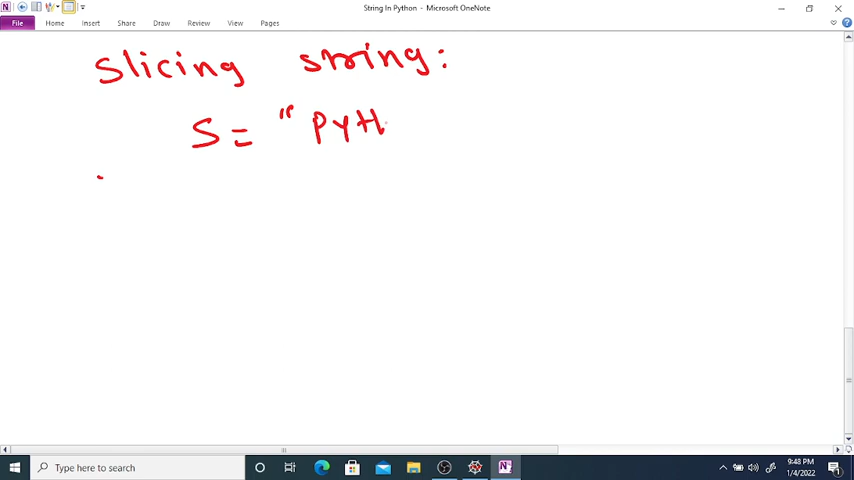 String In Python - Microsoft OneNote
File Home Insert Share Draw Review View Pages
Slicing string:
S = " PYH
Type here to search
9:48 PM
1/4/2022